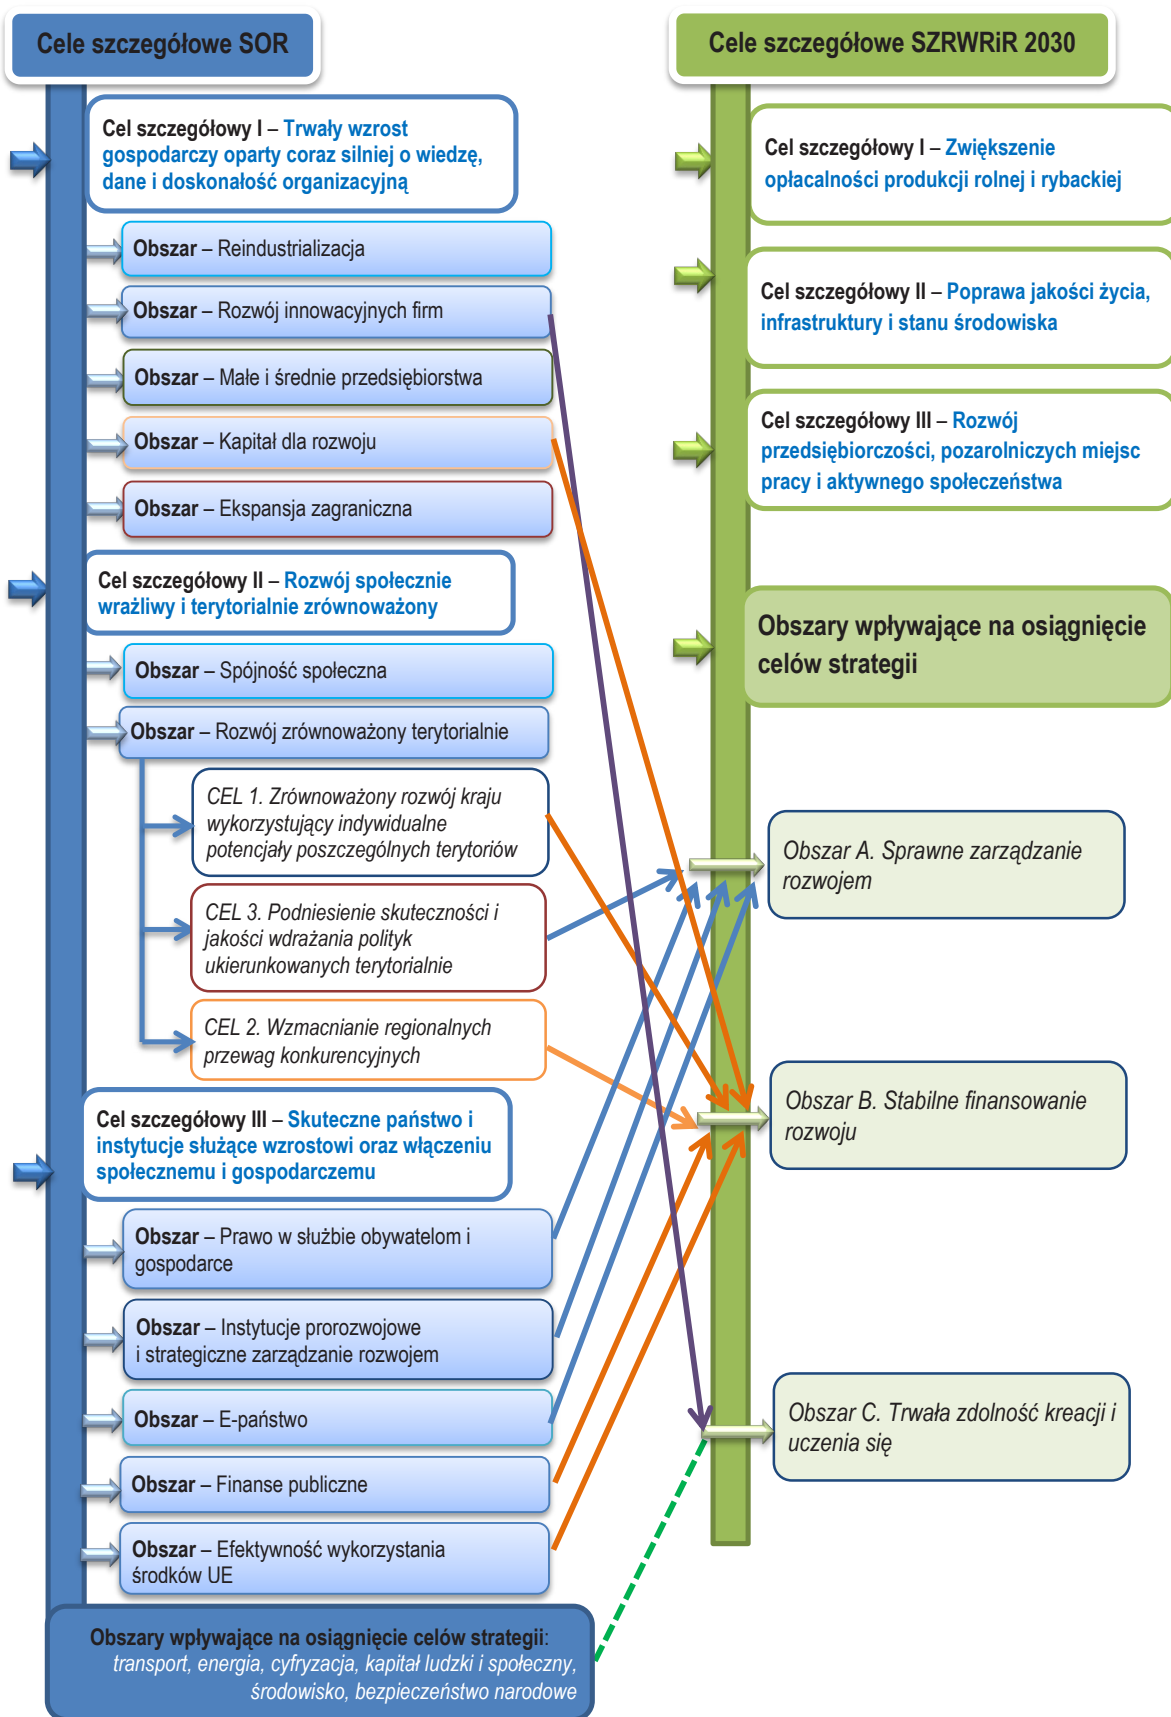 Cele szczegółowe SOR
Cel szczegółowy I – Trwały wzrost
gospodarczy oparty coraz silniej o wiedzę,
dane i doskonałość organizacyjną
Obszar – Reindustrializacja
Obszar – Rozwój innowacyjnych firm
Obszar – Małe i średnie przedsiębiorstwa
Obszar – Kapitał dla rozwoju
Obszar – Ekspansja zagraniczna
Cel szczegółowy II – Rozwój społecznie
wrażliwy i terytorialnie zrównoważony
Obszar – Spójność społeczna
Obszar – Rozwój zrównoważony terytorialnie
CEL 1. Zrównoważony rozwój kraju
wykorzystujący indywidualne
potencjały poszczególnych terytoriów
CEL 3. Podniesienie skuteczności i
jakości wdrażania polityk
ukierunkowanych terytorialnie
CEL 2. Wzmacnianie regionalnych
przewag konkurencyjnych
Cel szczegółowy III – Skuteczne państwo i
instytucje służące wzrostowi oraz włączeniu
społecznemu i gospodarczemu
Obszar – Prawo w służbie obywatelom i
gospodarce
Obszar – Instytucje prorozwojowe
i strategiczne zarządzanie rozwojem
Obszar – E-państwo
Obszar – Finanse publiczne
Obszar – Efektywność wykorzystania
środków UE
Obszary wpływające na osiągnięcie celów strategii:
transport, energia, cyfryzacja, kapitał ludzki i społeczny,
środowisko, bezpieczeństwo narodowe
Cele szczegółowe SZRWRiR 2030
Cel szczegółowy I – Zwiększenie
opłacalności produkcji rolnej i rybackiej
Cel szczegółowy II – Poprawa jakości życia,
infrastruktury i stanu środowiska
Cel szczegółowy III – Rozwój
przedsiębiorczości, pozarolniczych miejsc
pracy i aktywnego społeczeństwa
Obszary wpływające na osiągnięcie
celów strategii
Obszar A. Sprawne zarządzanie
rozwojem
Obszar B. Stabilne finansowanie
rozwoju
Obszar C. Trwała zdolność kreacji i
uczenia się